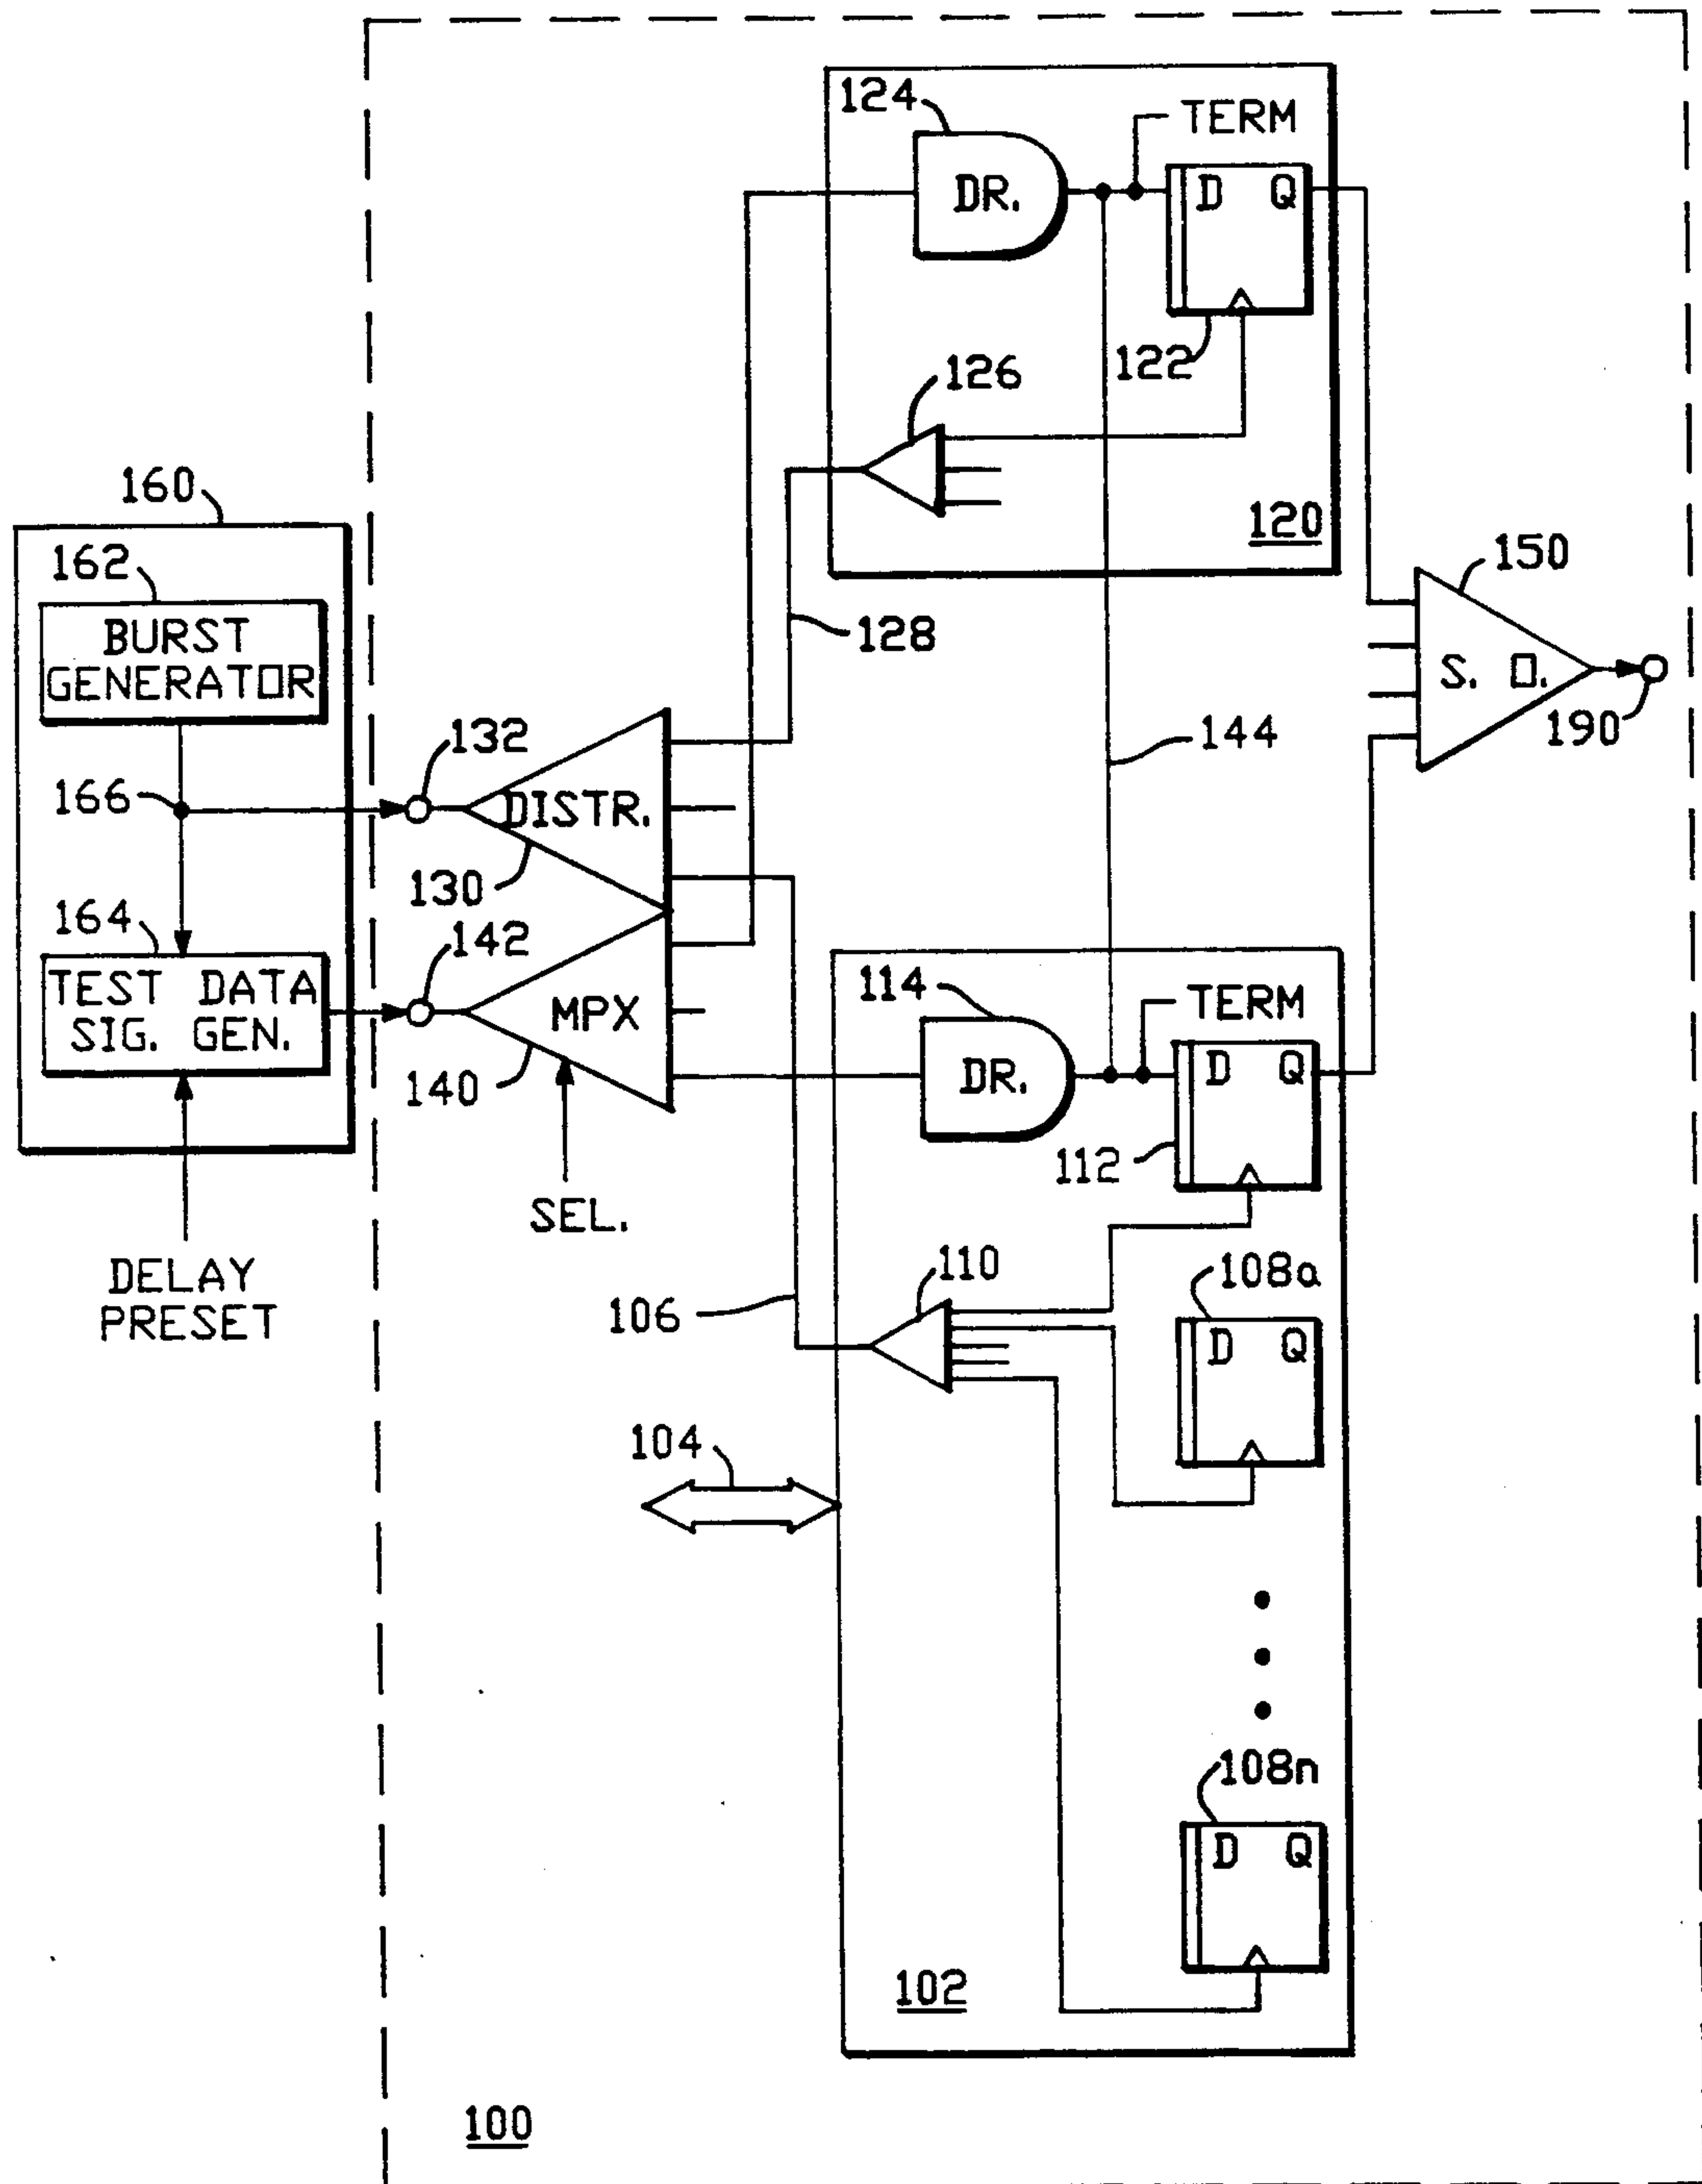 124
TERM
DR.
D Q
122
126
120
160
162
BURST
GENERATOR
166
164
TEST DATA
SIG. GEN.
DELAY
PRESET
128
132
DISTR.
130
142
MPX
140
SEL.
144
150
S. O.
190
114
TERM
DR.
D Q
112
110
106
108a
D Q
104
108n
D Q
102
100